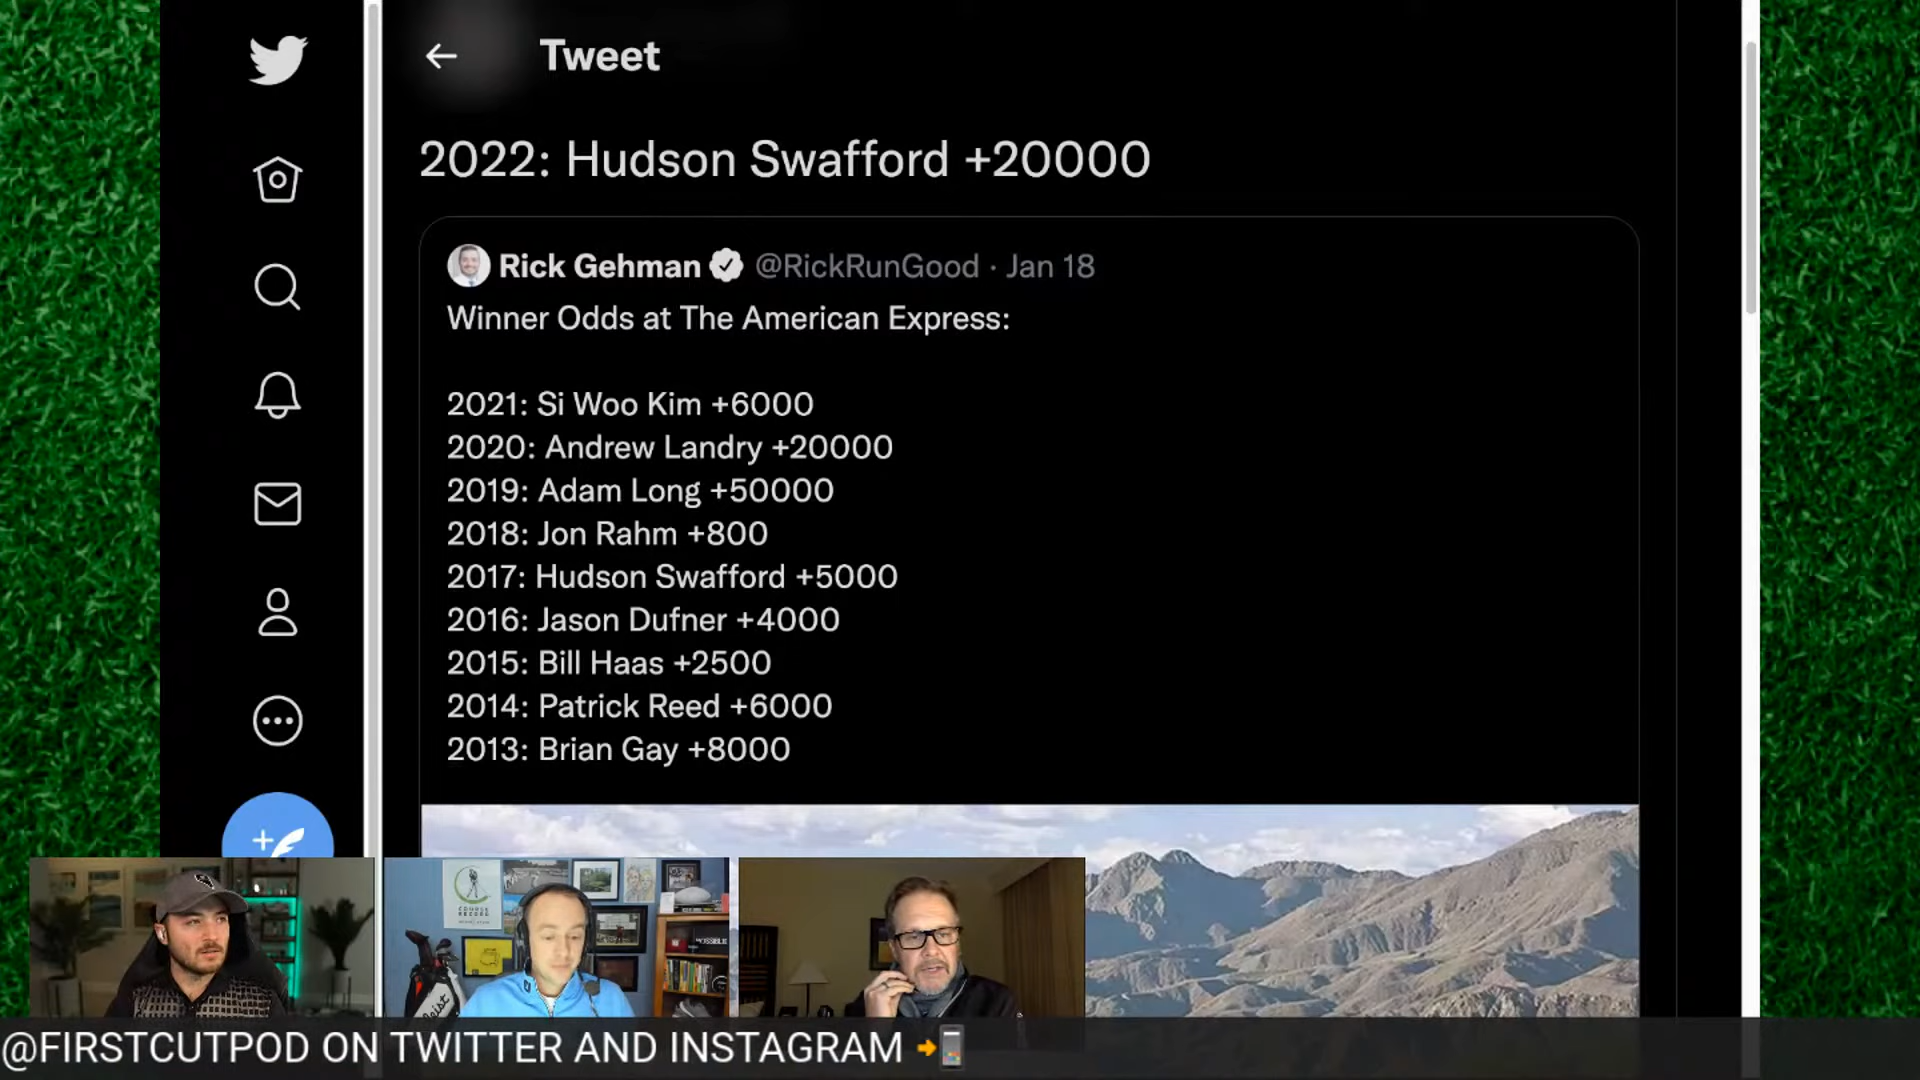 Tweet
2022: Hudson Swafford +20000
Rick Gehman @RickRunGood · Jan 18
Winner Odds at The American Express:
2021: Si Woo Kim +6000
2020: Andrew Landry +20000
2019: Adam Long +50000
2018: Jon Rahm +800
2017: Hudson Swafford +5000
2016: Jason Dufner +4000
2015: Bill Haas +2500
2014: Patrick Reed +6000
2013: Brian Gay +8000
COURSE
RECORD
@FIRSTCUTPOD ON TWITTER AND INSTAGRAM